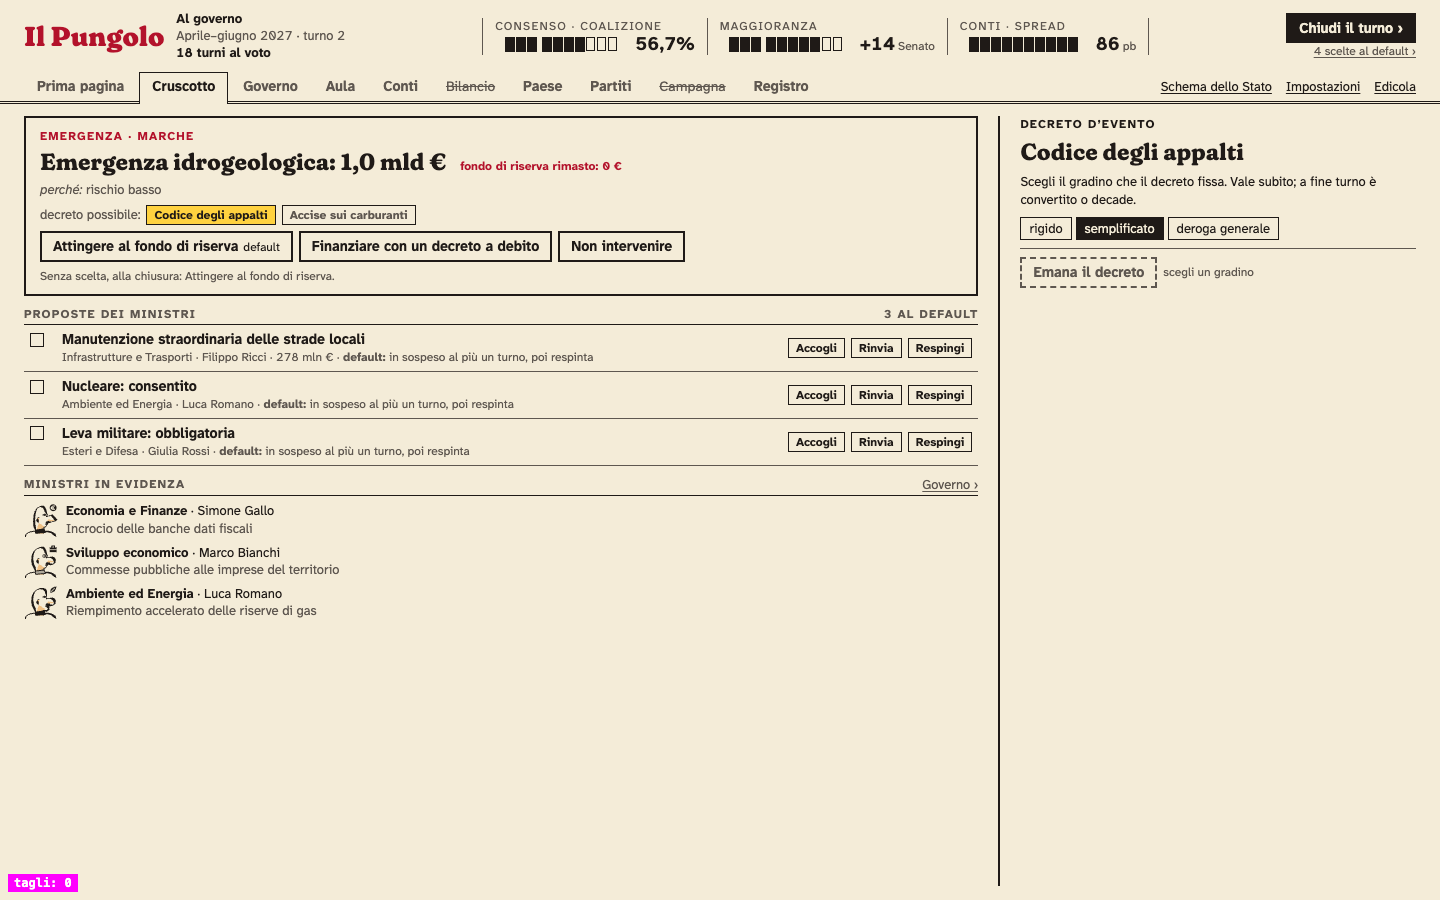 Il Pungolo
Al governo
Aprile–giugno 2027 · turno 2
18 turni al voto
CONSENSO · COALIZIONE
56,7%
MAGGIORANZA
+14 Senato
CONTI · SPREAD
86 pb
Chiudi il turno ›
4 scelte al default ›
Prima pagina Cruscotto Governo Aula Conti Bilancio Paese Partiti Campagna Registro
Schema dello Stato Impostazioni Edicola
EMERGENZA · MARCHE
Emergenza idrogeologica: 1,0 mld € fondo di riserva rimasto: 0 €
perché: rischio basso
decreto possibile: Codice degli appalti Accise sui carburanti
Attingere al fondo di riserva default Finanziare con un decreto a debito Non intervenire
Senza scelta, alla chiusura: Attingere al fondo di riserva.
PROPOSTE DEI MINISTRI 3 AL DEFAULT
Manutenzione straordinaria delle strade locali
Infrastrutture e Trasporti · Filippo Ricci · 278 mln € · default: in sospeso al più un turno, poi respinta
Accogli Rinvia Respingi
Nucleare: consentito
Ambiente ed Energia · Luca Romano · default: in sospeso al più un turno, poi respinta
Accogli Rinvia Respingi
Leva militare: obbligatoria
Esteri e Difesa · Giulia Rossi · default: in sospeso al più un turno, poi respinta
Accogli Rinvia Respingi
MINISTRI IN EVIDENZA Governo ›
Economia e Finanze · Simone Gallo
Incrocio delle banche dati fiscali
Sviluppo economico · Marco Bianchi
Commesse pubbliche alle imprese del territorio
Ambiente ed Energia · Luca Romano
Riempimento accelerato delle riserve di gas
DECRETO D'EVENTO
Codice degli appalti
Scegli il gradino che il decreto fissa. Vale subito; a fine turno è
convertito o decade.
rigido semplificato deroga generale
Emana il decreto scegli un gradino
tagli: 0